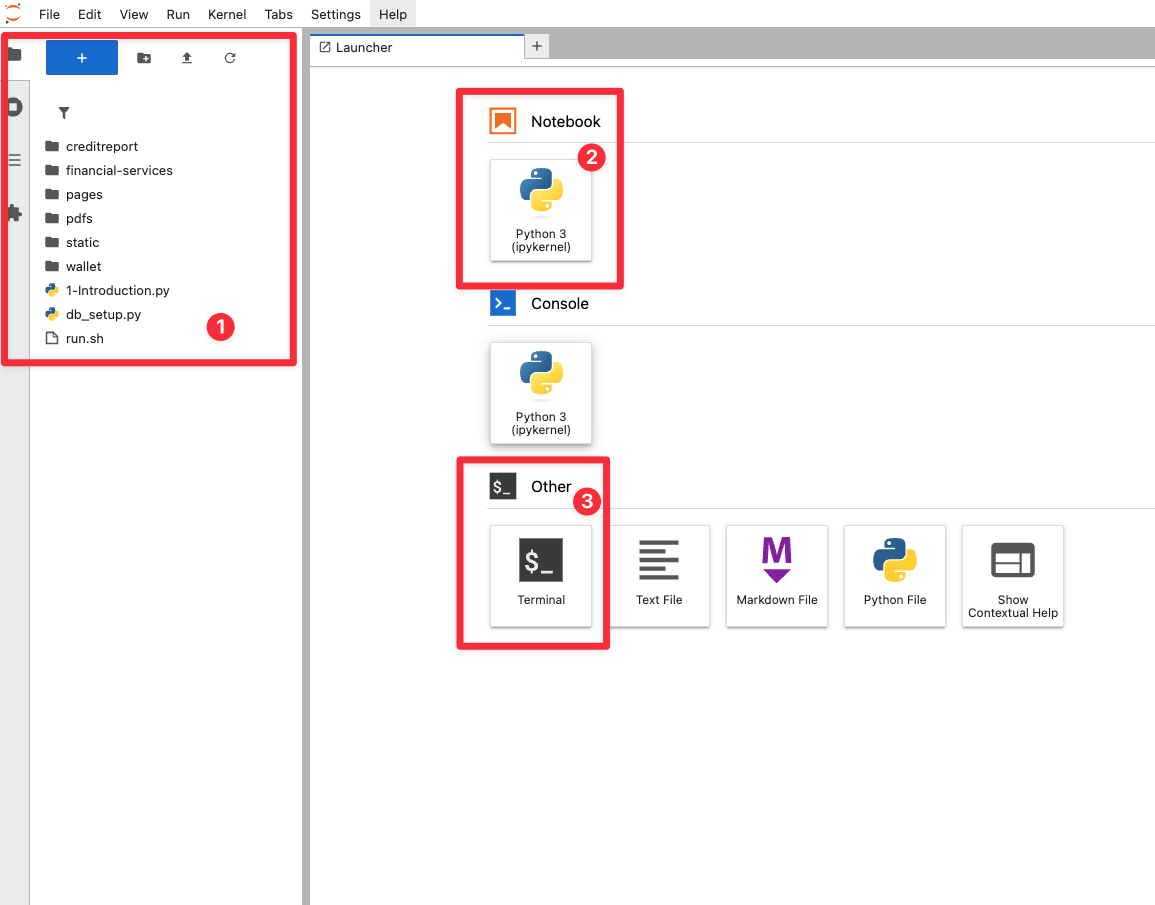 File Edit View Run Kernel Tabs Settings Help
Launcher
creditreport
financial-services
pages
pdfs
static
wallet
1-Introduction.py
db_setup.py
run.sh
1
Notebook
2
Python 3
(ipykernel)
Console
Python 3
(ipykernel)
$_ Other
3
$_
Terminal
Text File
M
Markdown File
Python File
Show
Contextual Help